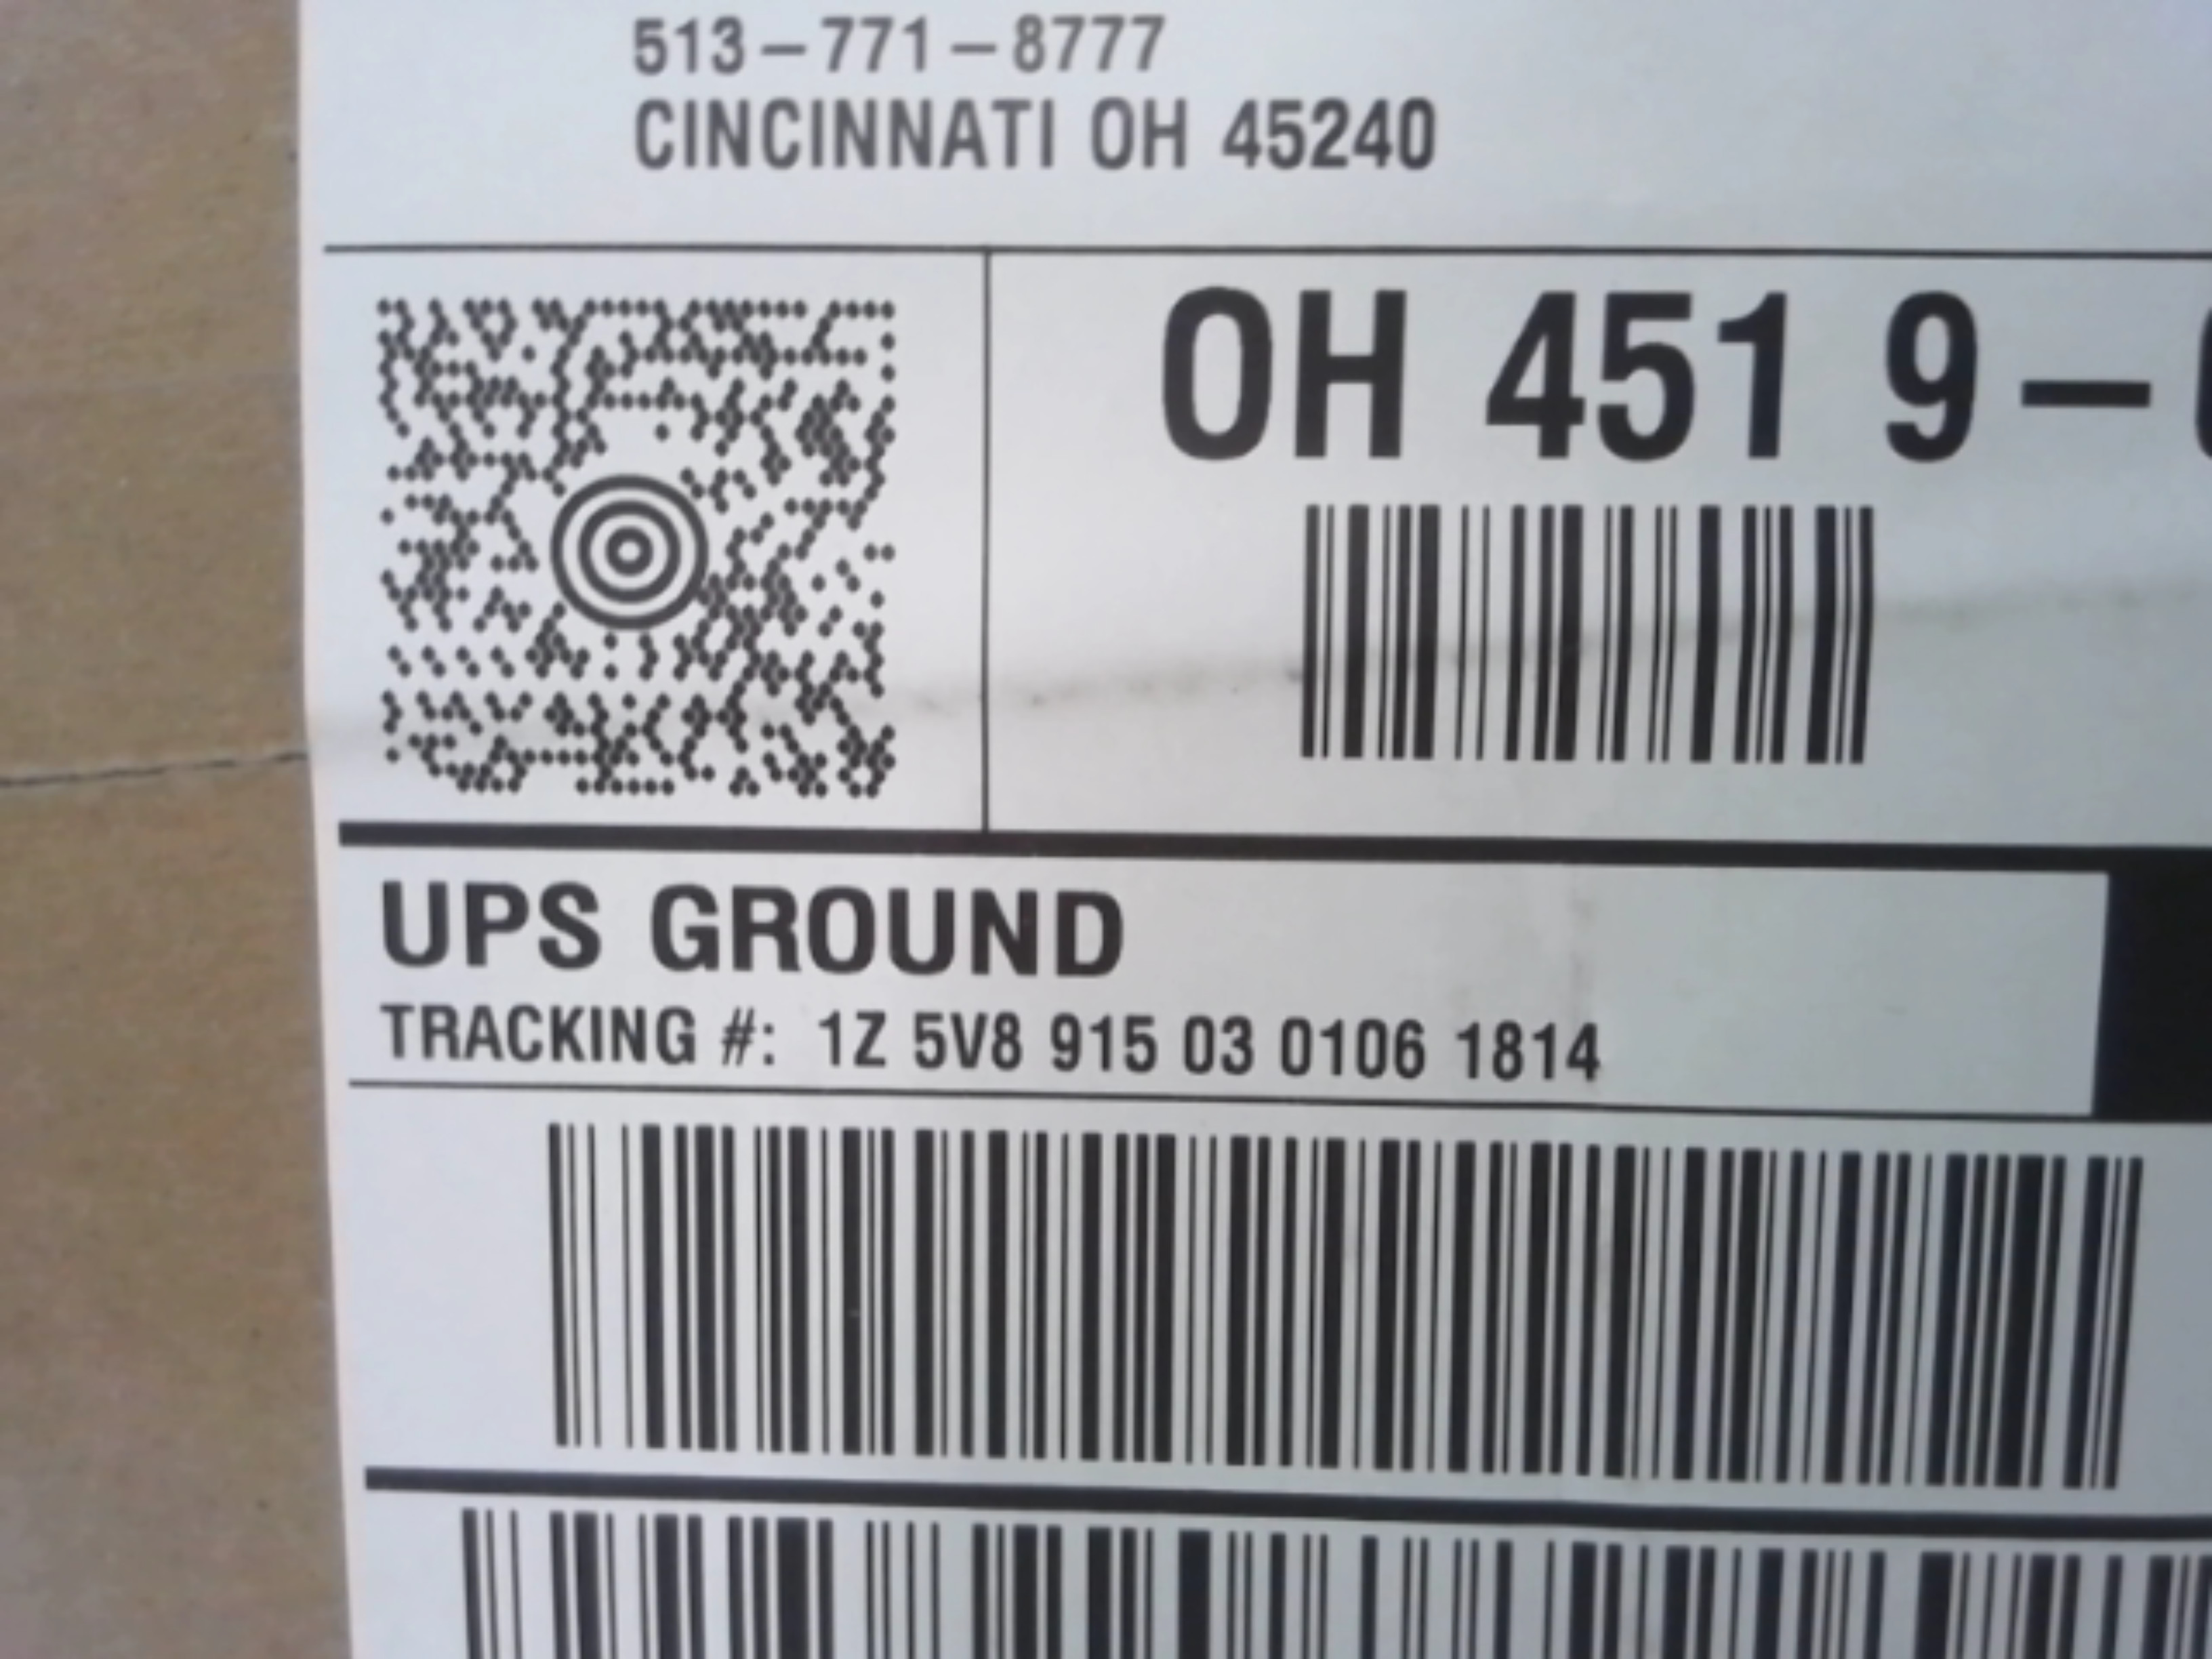 513-771-8777
CINCINNATI OH 45240
OH 451 9-
UPS GROUND
TRACKING #: 1Z 5V8 915 03 0106 1814